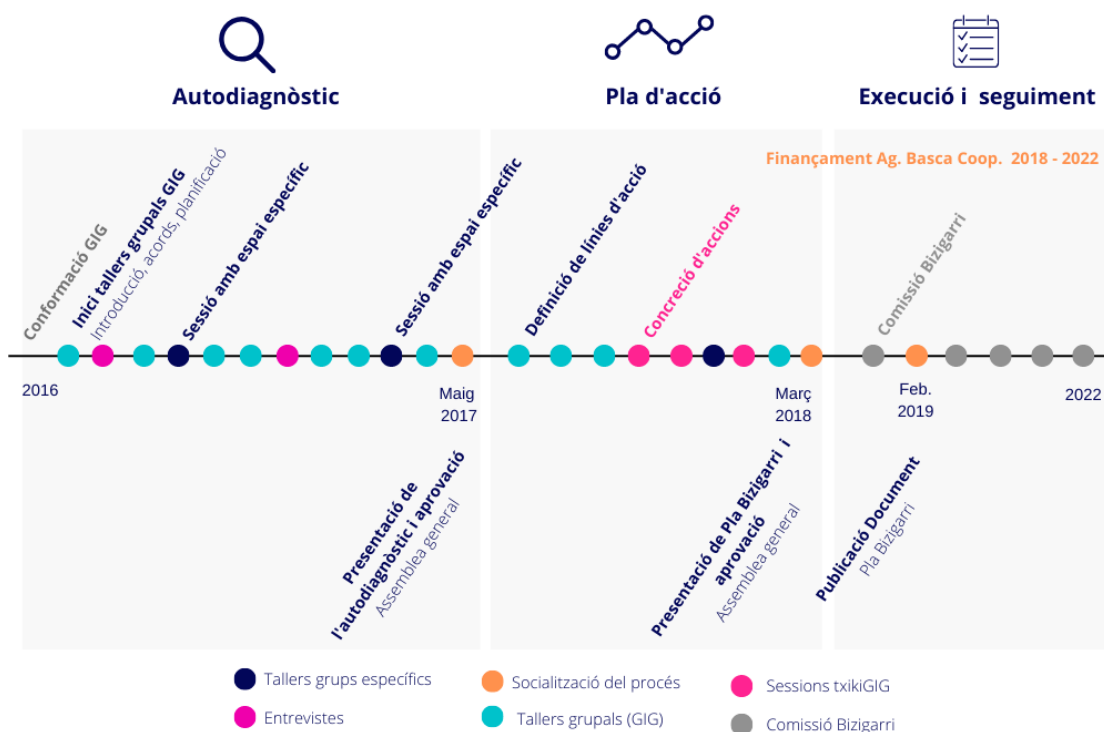 Autodiagnòstic
Pla d'acció
Execució i seguiment
Finançament Ag. Basca Coop. 2018 - 2022
Conformació GIG
Inici tallers grupals GIG
Introducció, acords, planificació
Sessió amb espai específic
Sessió amb espai específic
Definició de línies d'acció
Concreció d'accions
Comissió Bizigarri
2016
Maig
2017
Març
2018
Feb.
2019
2022
Presentació de
l'autodiagnòstic i aprovació
Assemblea general
Presentació de Pla Bizigarri i
aprovació
Assemblea general
Publicació Document
Pla Bizigarri
Tallers grups específics
Socialització del procés
Sessions txikiGIG
Entrevistes
Tallers grupals (GIG)
Comissió Bizigarri